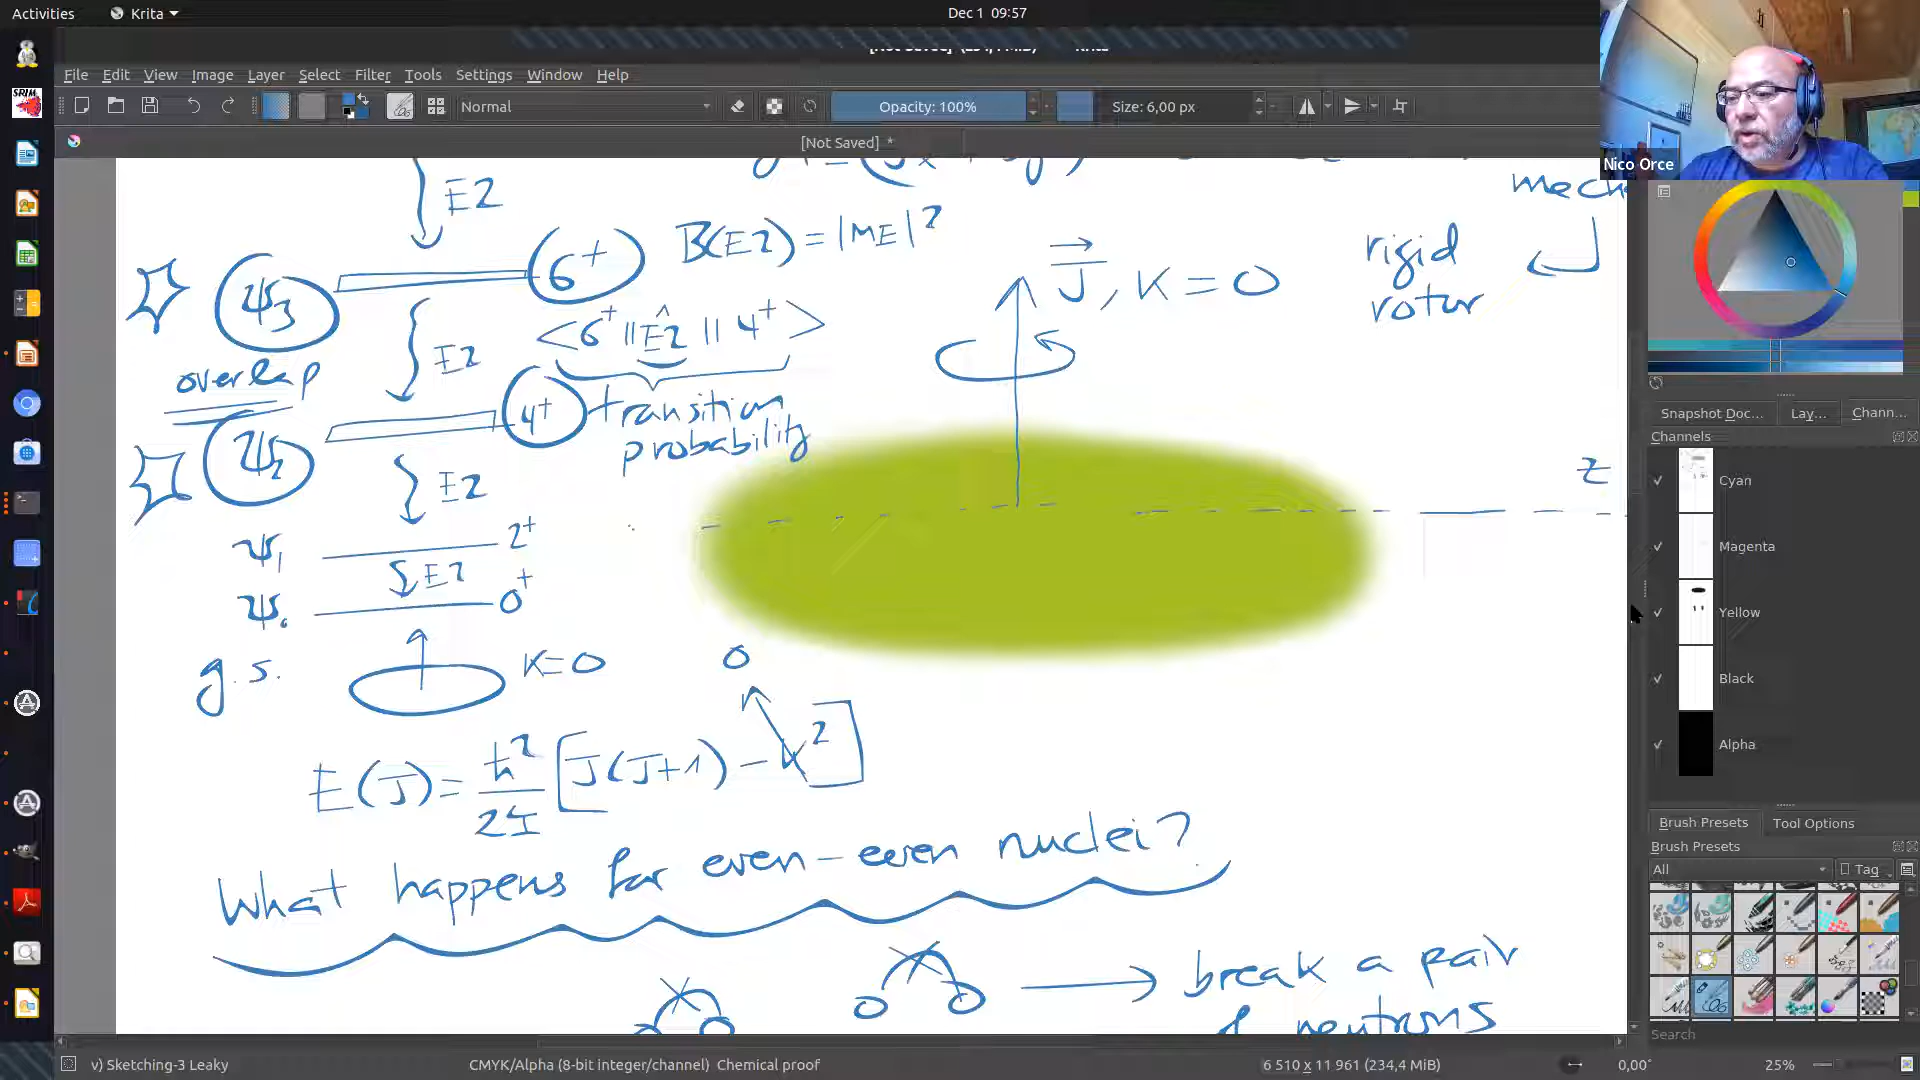 Activities
Krita
Dec 1 09:57
File Edit View Image Layer Select Filter Tools Settings Window Help
Normal
Opacity: 100%
Size: 6,00 px
[Not Saved] *
Nico Orce
E2
B(E2) = |ME|²
mech
rigid
rotor
ψ₃
6⁺
J, K = 0
<6⁺ || Ê2 || 4⁺>
E2
overlap
4⁺
transition
probability
ψ₂
E2
z
ψ₁
2⁺
E2
ψ₀
0⁺
g.s.
K=0
0
E(J) = ħ²/2I [J(J+1) – K²]
What happens for even-even nuclei?
break a pair
of neutrons
SRIM
Snapshot Doc...
Lay...
Chann...
Channels
Cyan
Magenta
Yellow
Black
Alpha
Brush Presets
Tool Options
Brush Presets
All
Tag
Search
v) Sketching-3 Leaky
CMYK/Alpha (8-bit integer/channel) Chemical proof
6 510 x 11 961 (234,4 MiB)
0,00°
25%